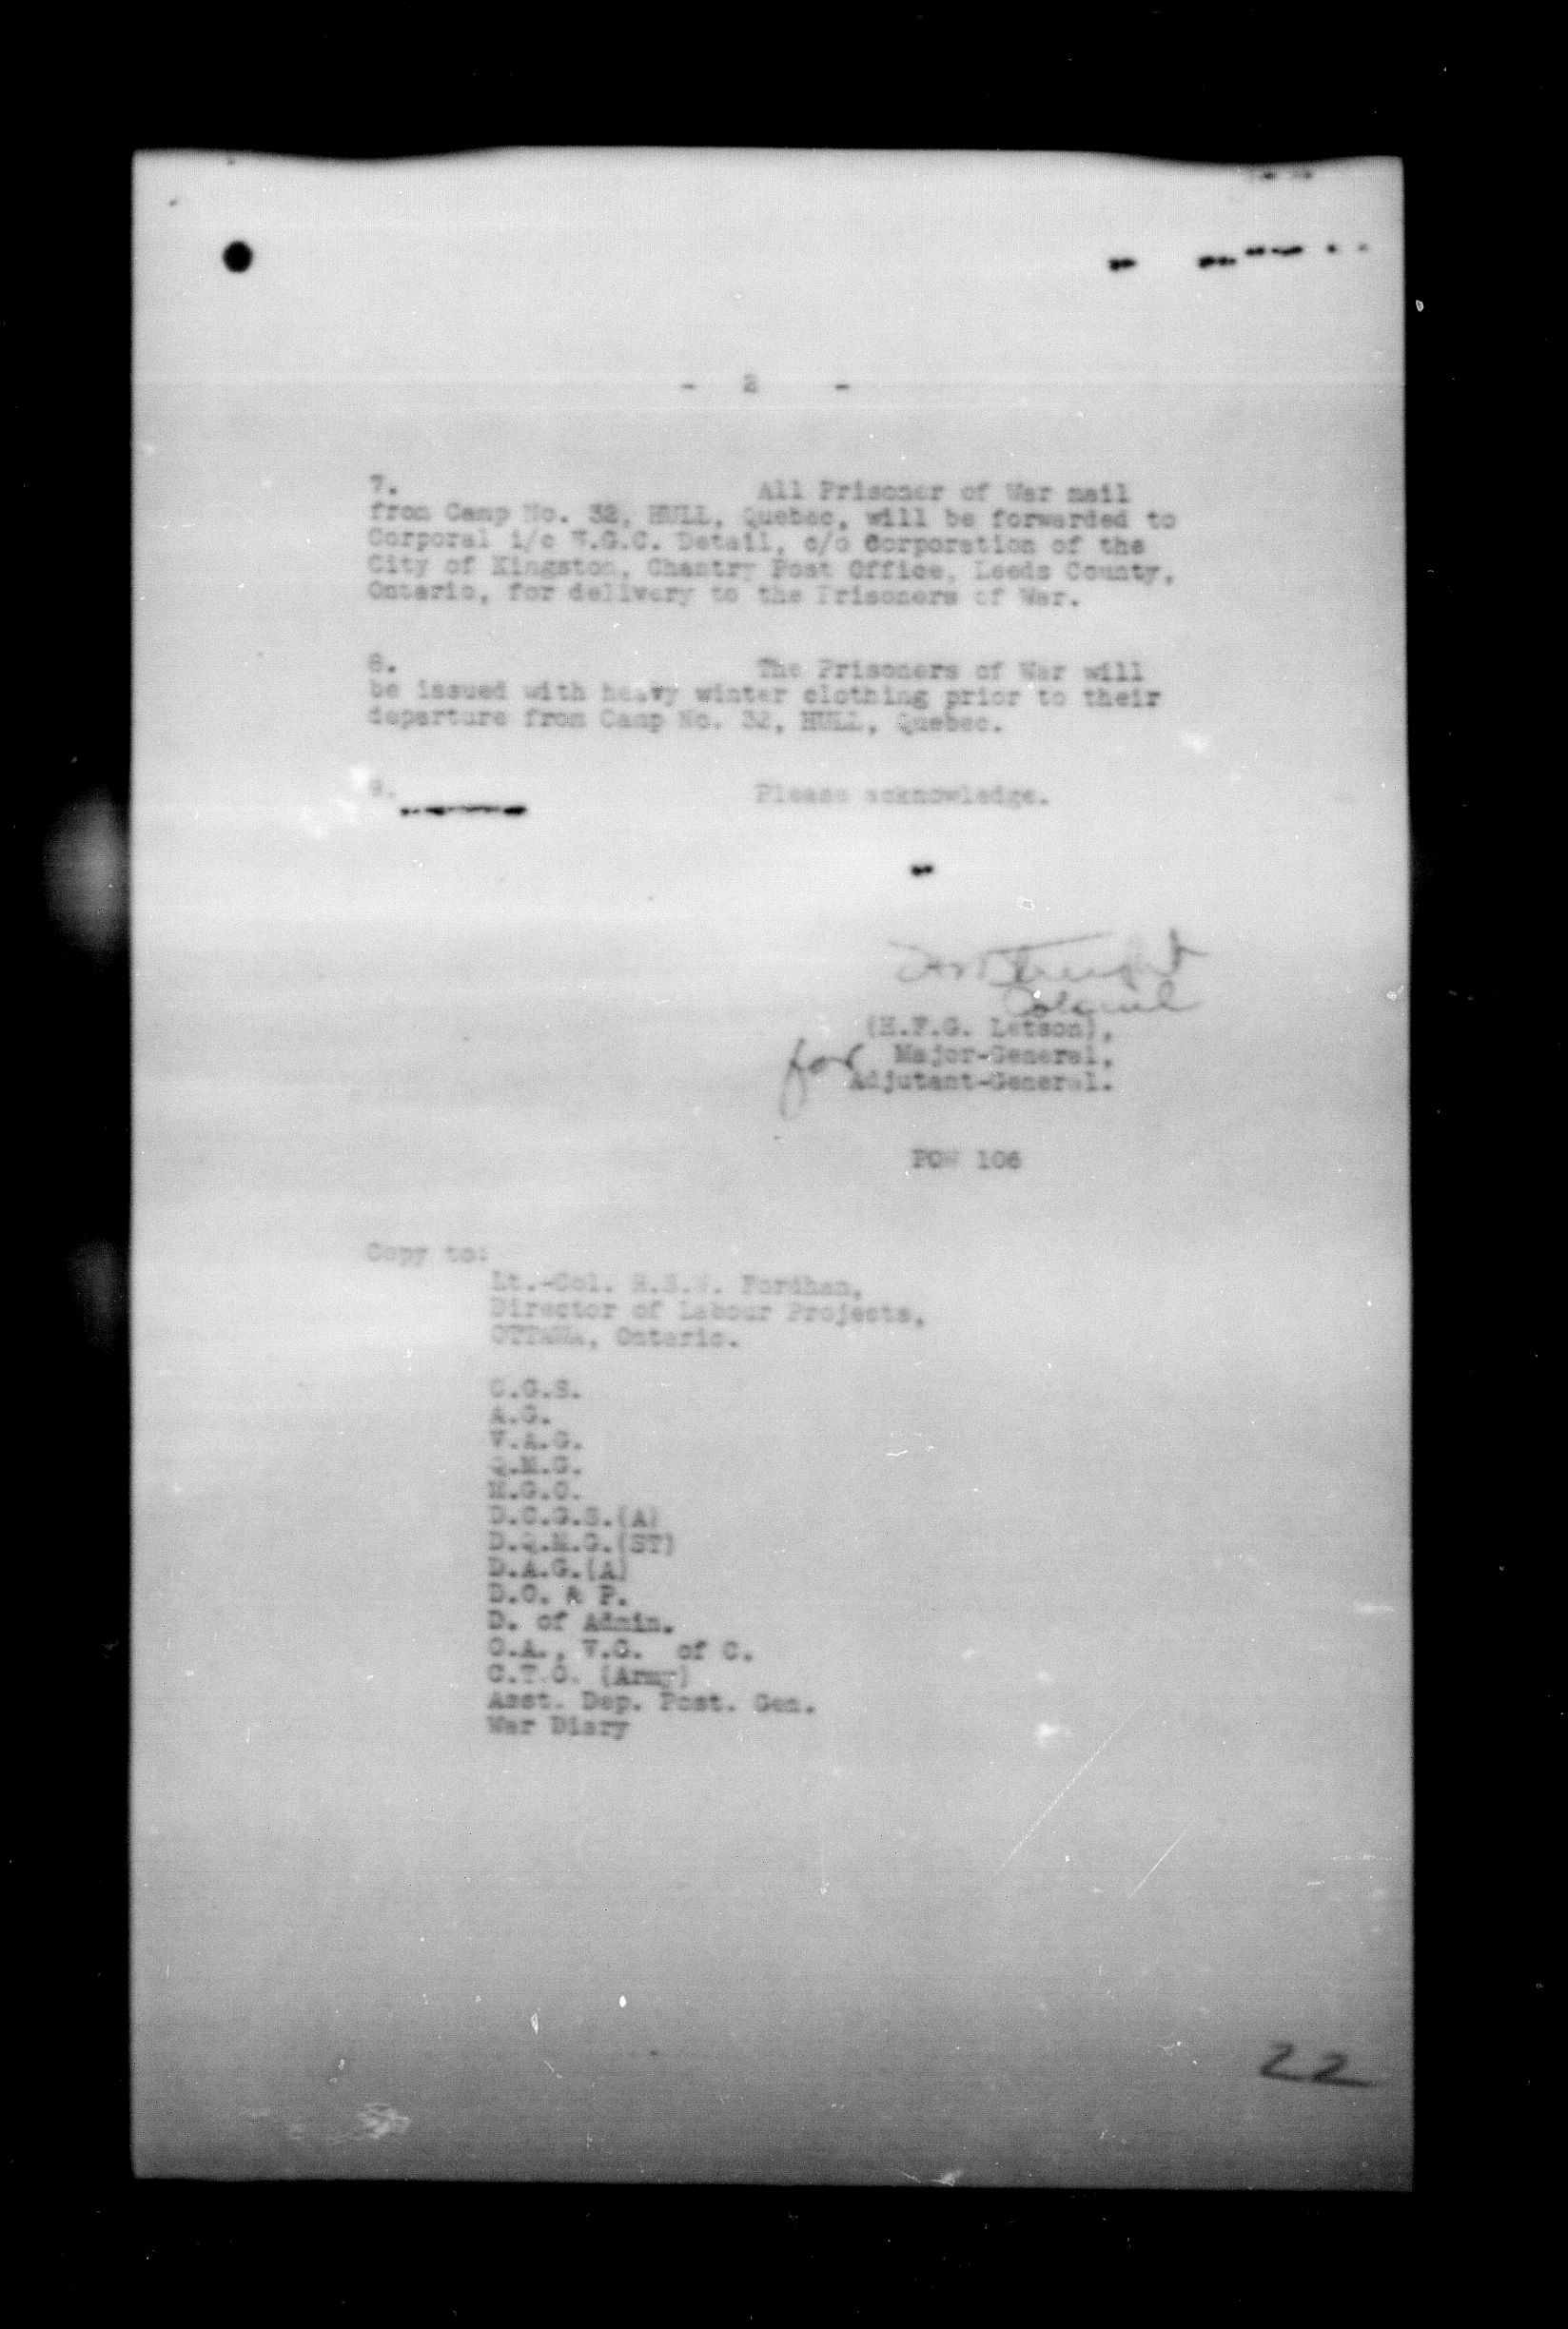 - 2 -
7. All Prisoner of War mail
from Camp No. 32, HULL, Quebec, will be forwarded to
Corporal i/c V.G.C. Detail, c/o Corporation of the
City of Kingston, Chantry Post Office, Leeds County,
Ontario, for delivery to the Prisoners of War.
8. The Prisoners of War will
be issued with heavy winter clothing prior to their
departure from Camp No. 32, HULL, Quebec.
9. Please acknowledge.
Streight
Colonel
(H.F.G. Letson),
for Major-General,
Adjutant-General.
POW 106
Copy to:
Lt.-Col. R.S.W. Fordham,
Director of Labour Projects,
OTTAWA, Ontario.
C.G.S.
A.G.
V.A.G.
Q.M.G.
M.G.O.
D.C.G.S.(A)
D.Q.M.G.(ST)
D.A.G.(A)
D.O. & P.
D. of Admin.
O.A., V.G. of C.
C.T.O. (Army)
Asst. Dep. Post. Gen.
War Diary
22